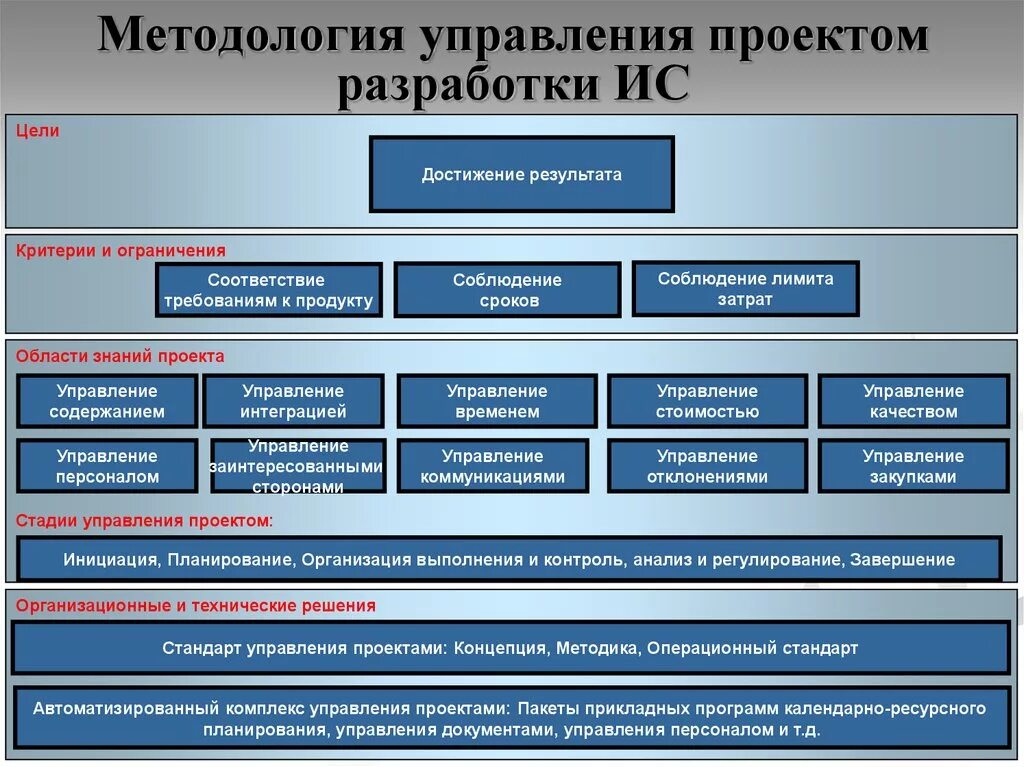 Методология управления проектом
разработки ИС
Цели
Достижение результата
Критерии и ограничения
Соответствие
требованиям к продукту
Соблюдение
сроков
Соблюдение лимита
затрат
Области знаний проекта
Управление
содержанием
Управление
интеграцией
Управление
временем
Управление
стоимостью
Управление
качеством
Управление
персоналом
Управление
заинтересованными
сторонами
Управление
коммуникациями
Управление
отклонениями
Управление
закупками
Стадии управления проектом:
Инициация, Планирование, Организация выполнения и контроль, анализ и регулирование, Завершение
Организационные и технические решения
Стандарт управления проектами: Концепция, Методика, Операционный стандарт
Автоматизированный комплекс управления проектами: Пакеты прикладных программ календарно-ресурсного
планирования, управления документами, управления персоналом и т.д.